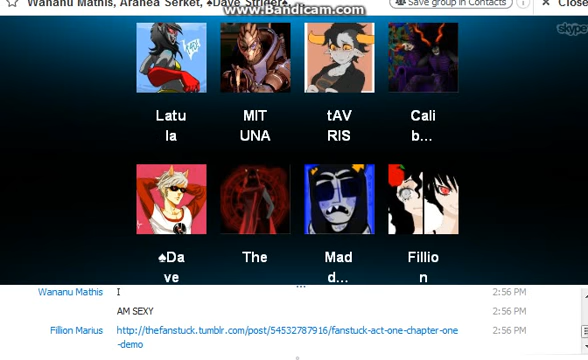 Wananu Mathis, Aranea Serket, ♠Dave Strider♠,
www.Bandicam.com
Save group in Contacts
Close
skype
Latu
la
MIT
UNA
tAV
RIS
Cali
b...
♠Da
ve
The
Mad
d...
Fillio
n
Wananu Mathis I 2:56 PM
AM SEXY 2:56 PM
Fillion Marius http://thefanstuck.tumblr.com/post/54532787916/fanstuck-act-one-chapter-one 2:56 PM
-demo